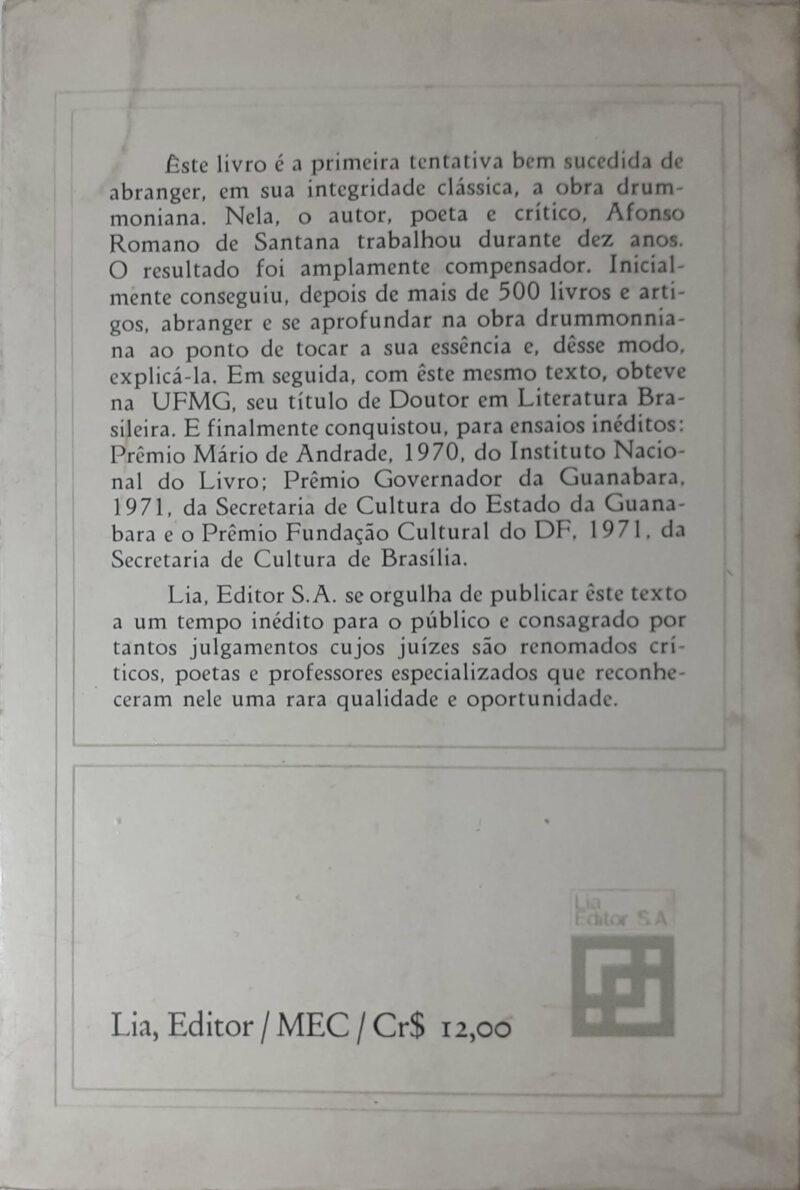 Êste livro é a primeira tentativa bem sucedida de
abranger, em sua integridade clássica, a obra drum-
moniana. Nela, o autor, poeta e crítico, Afonso
Romano de Santana trabalhou durante dez anos.
O resultado foi amplamente compensador. Inicial-
mente conseguiu, depois de mais de 500 livros e arti-
gos, abranger e se aprofundar na obra drummonnia-
na ao ponto de tocar a sua essência e, dêsse modo,
explicá-la. Em seguida, com êste mesmo texto, obteve
na UFMG, seu título de Doutor em Literatura Bra-
sileira. E finalmente conquistou, para ensaios inéditos:
Prêmio Mário de Andrade, 1970, do Instituto Nacio-
nal do Livro; Prêmio Governador da Guanabara,
1971, da Secretaria de Cultura do Estado da Guana-
bara e o Prêmio Fundação Cultural do DF, 1971, da
Secretaria de Cultura de Brasília.
Lia, Editor S.A. se orgulha de publicar êste texto
a um tempo inédito para o público e consagrado por
tantos julgamentos cujos juízes são renomados crí-
ticos, poetas e professores especializados que reconhe-
ceram nele uma rara qualidade e oportunidade.
Lia
Editor S.A.
Lia, Editor / MEC / Cr$ 12,00